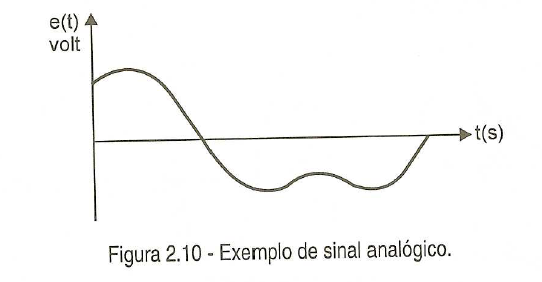 e(t)
volt
t(s)
Figura 2.10 - Exemplo de sinal analógico.